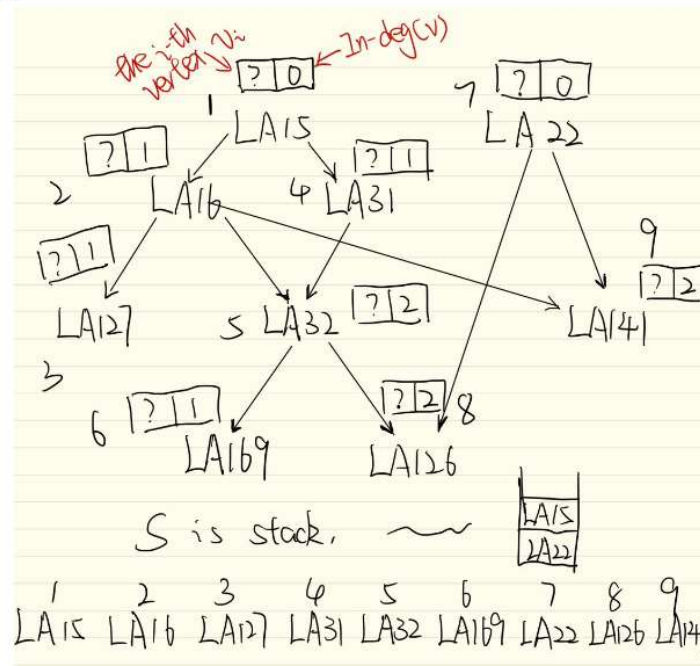 the i-th
vertex vi
? 0
In-deg(v)
1
LA15
7
? 0
LA22
? 1
2
LA16
4
? 1
LA31
? 1
LA127
3
5
LA32
? 2
9
? 2
LA141
6
? 1
LA169
? 2
8
LA126
S is stack.
LA15
LA22
1 2 3 4 5 6 7 8 9
LA15 LA16 LA127 LA31 LA32 LA169 LA22 LA126 LA14